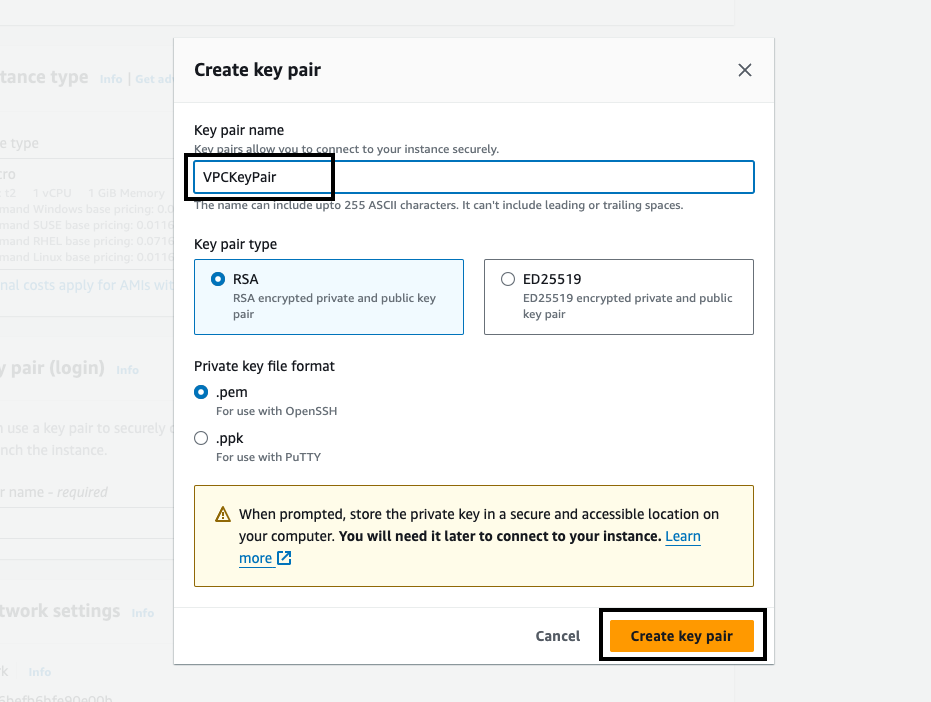 Create key pair
tance type Info | Get ad
Key pair name
Key pairs allow you to connect to your instance securely.
e type
VPCKeyPair
t2 1 vCPU 1 GiB Memory
The name can include upto 255 ASCII characters. It can't include leading or trailing spaces.
mand Windows base pricing: 0.0
mand SUSE base pricing: 0.0116
mand RHEL base pricing: 0.0716
mand Linux base pricing: 0.0116
nal costs apply for AMIs wit
Key pair type
RSA
RSA encrypted private and public key
pair
ED25519
ED25519 encrypted private and public
key pair
Private key file format
y pair (login) Info
.pem
For use with OpenSSH
use a key pair to securely
.ppk
nch the instance.
For use with PuTTY
r name - required
When prompted, store the private key in a secure and accessible location on
your computer. You will need it later to connect to your instance. Learn
more
twork settings Info
Cancel
Create key pair
k Info